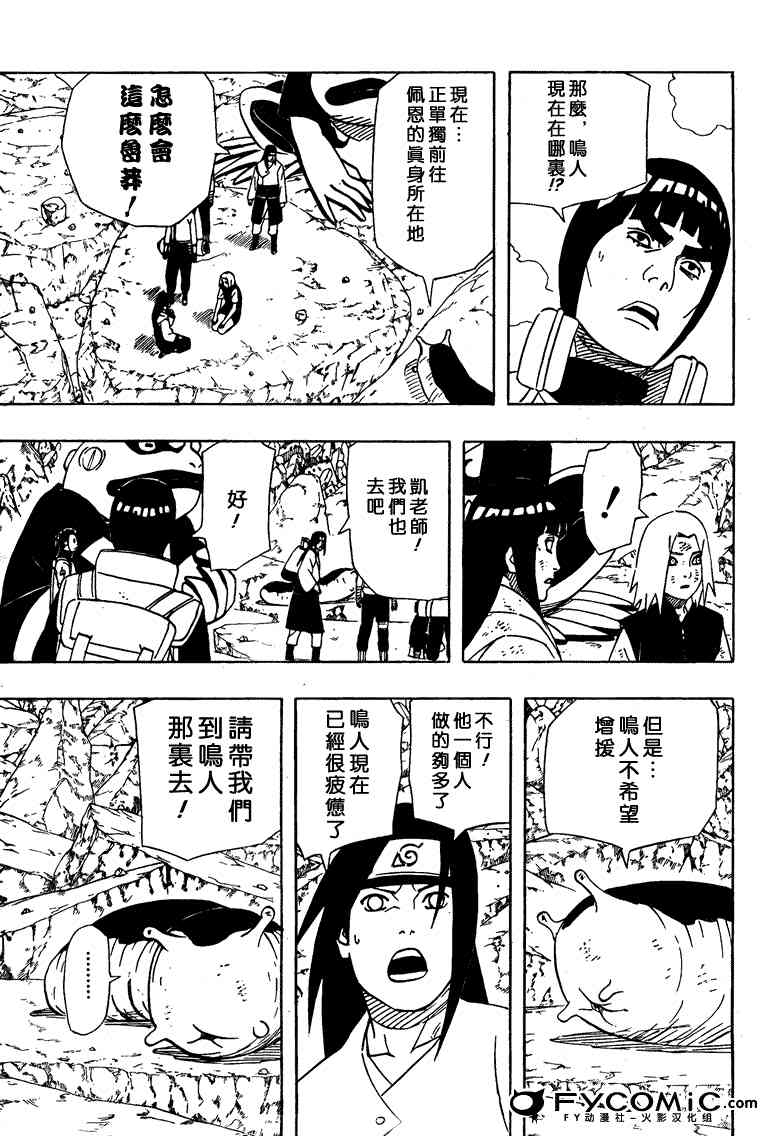 那麼，鳴人
現在在哪裏!?
現在…
正單獨前往
佩恩的眞身所在地
怎麼會
這麼魯莽！
！
凱老師！
我們也
去吧
好！
但是…
鳴人不希望
增援
不行！
他一個人
做的夠多了
鳴人現在
已經很疲憊了
請帶我們
到鳴人
那裏去！
………
FYCOMIC.com
FY动漫社–火影汉化组